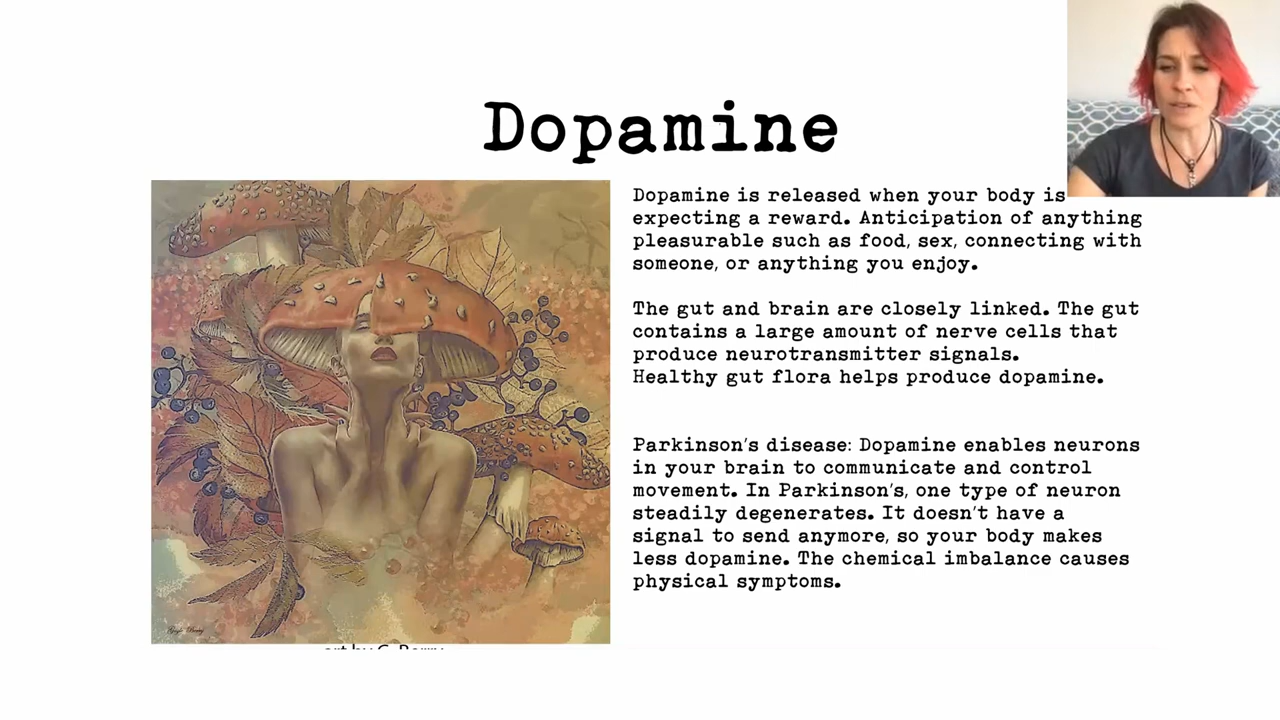 Dopamine
Dopamine is released when your body is
expecting a reward. Anticipation of anything
pleasurable such as food, sex, connecting with
someone, or anything you enjoy.
The gut and brain are closely linked. The gut
contains a large amount of nerve cells that
produce neurotransmitter signals.
Healthy gut flora helps produce dopamine.
Parkinson's disease: Dopamine enables neurons
in your brain to communicate and control
movement. In Parkinson's, one type of neuron
steadily degenerates. It doesn't have a
signal to send anymore, so your body makes
less dopamine. The chemical imbalance causes
physical symptoms.
art by G. Berry